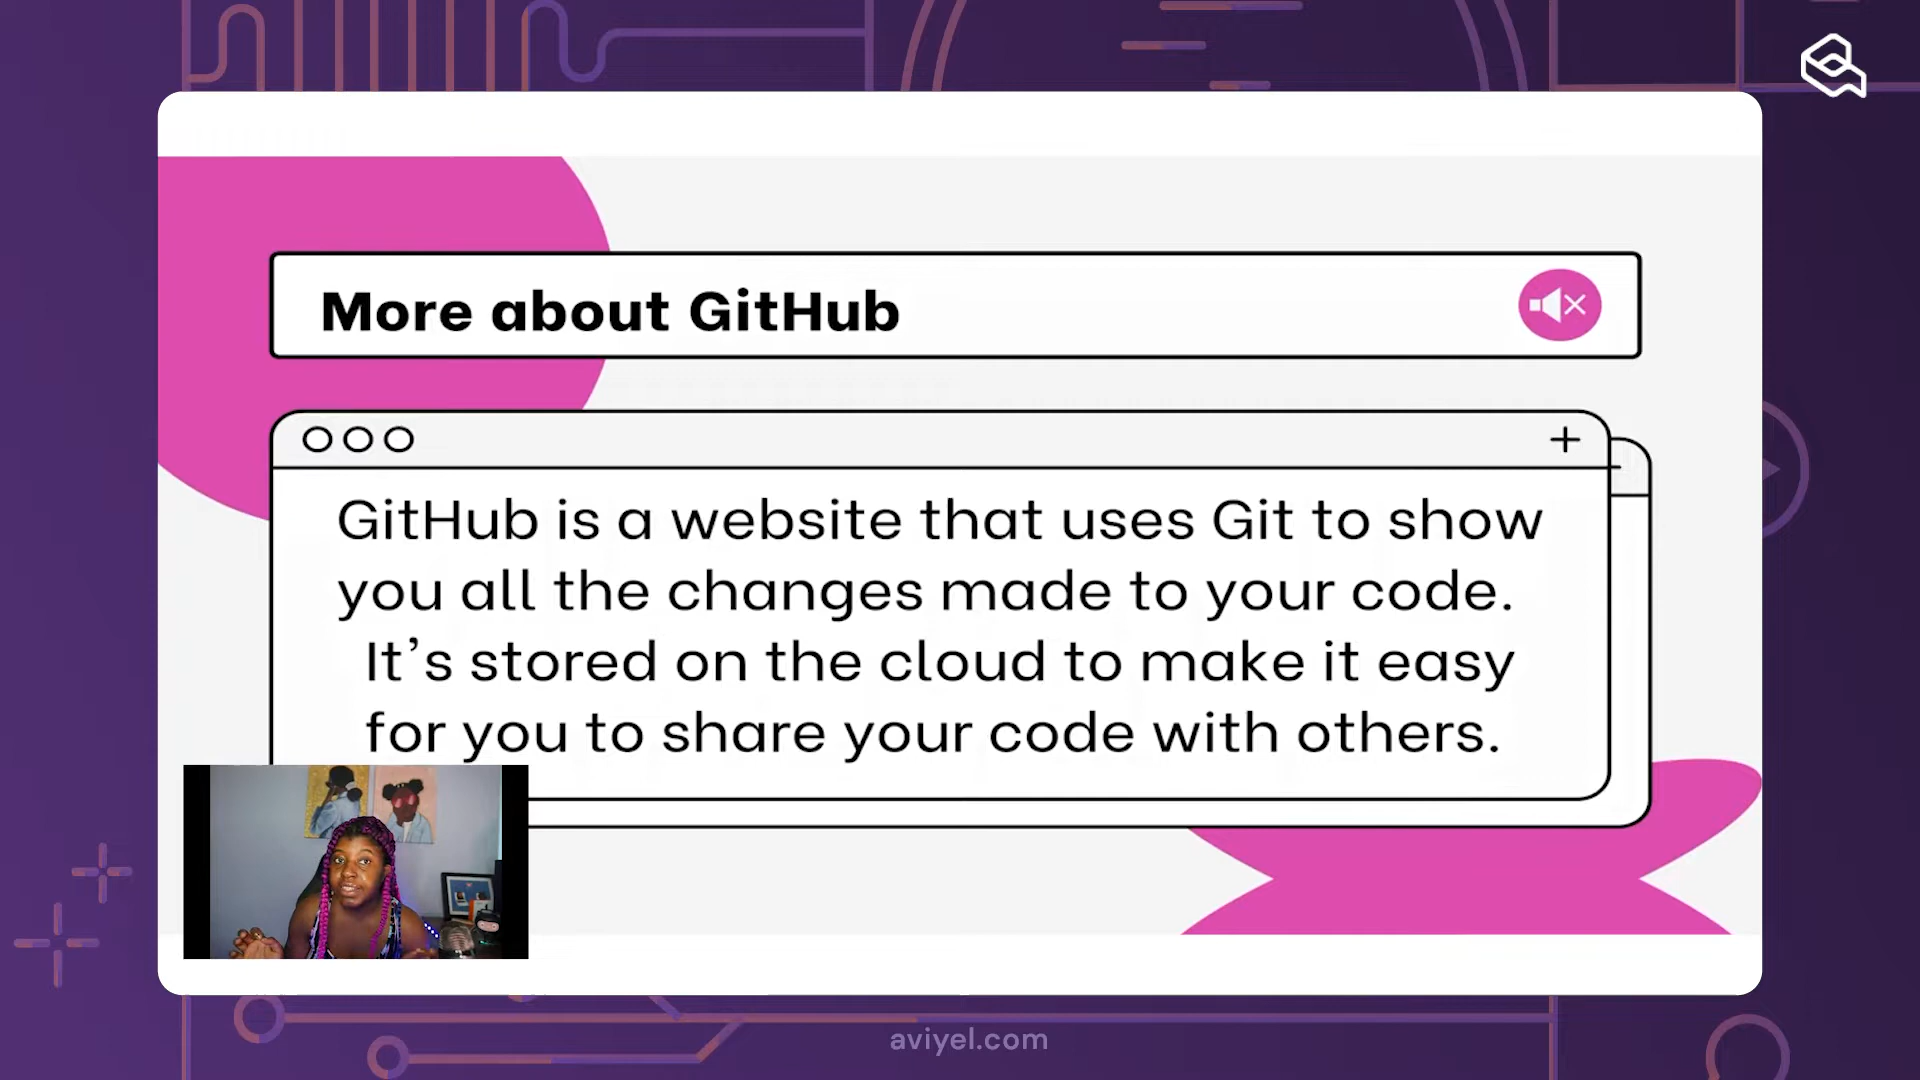 More about GitHub
GitHub is a website that uses Git to show
you all the changes made to your code.
It's stored on the cloud to make it easy
for you to share your code with others.
aviyel.com